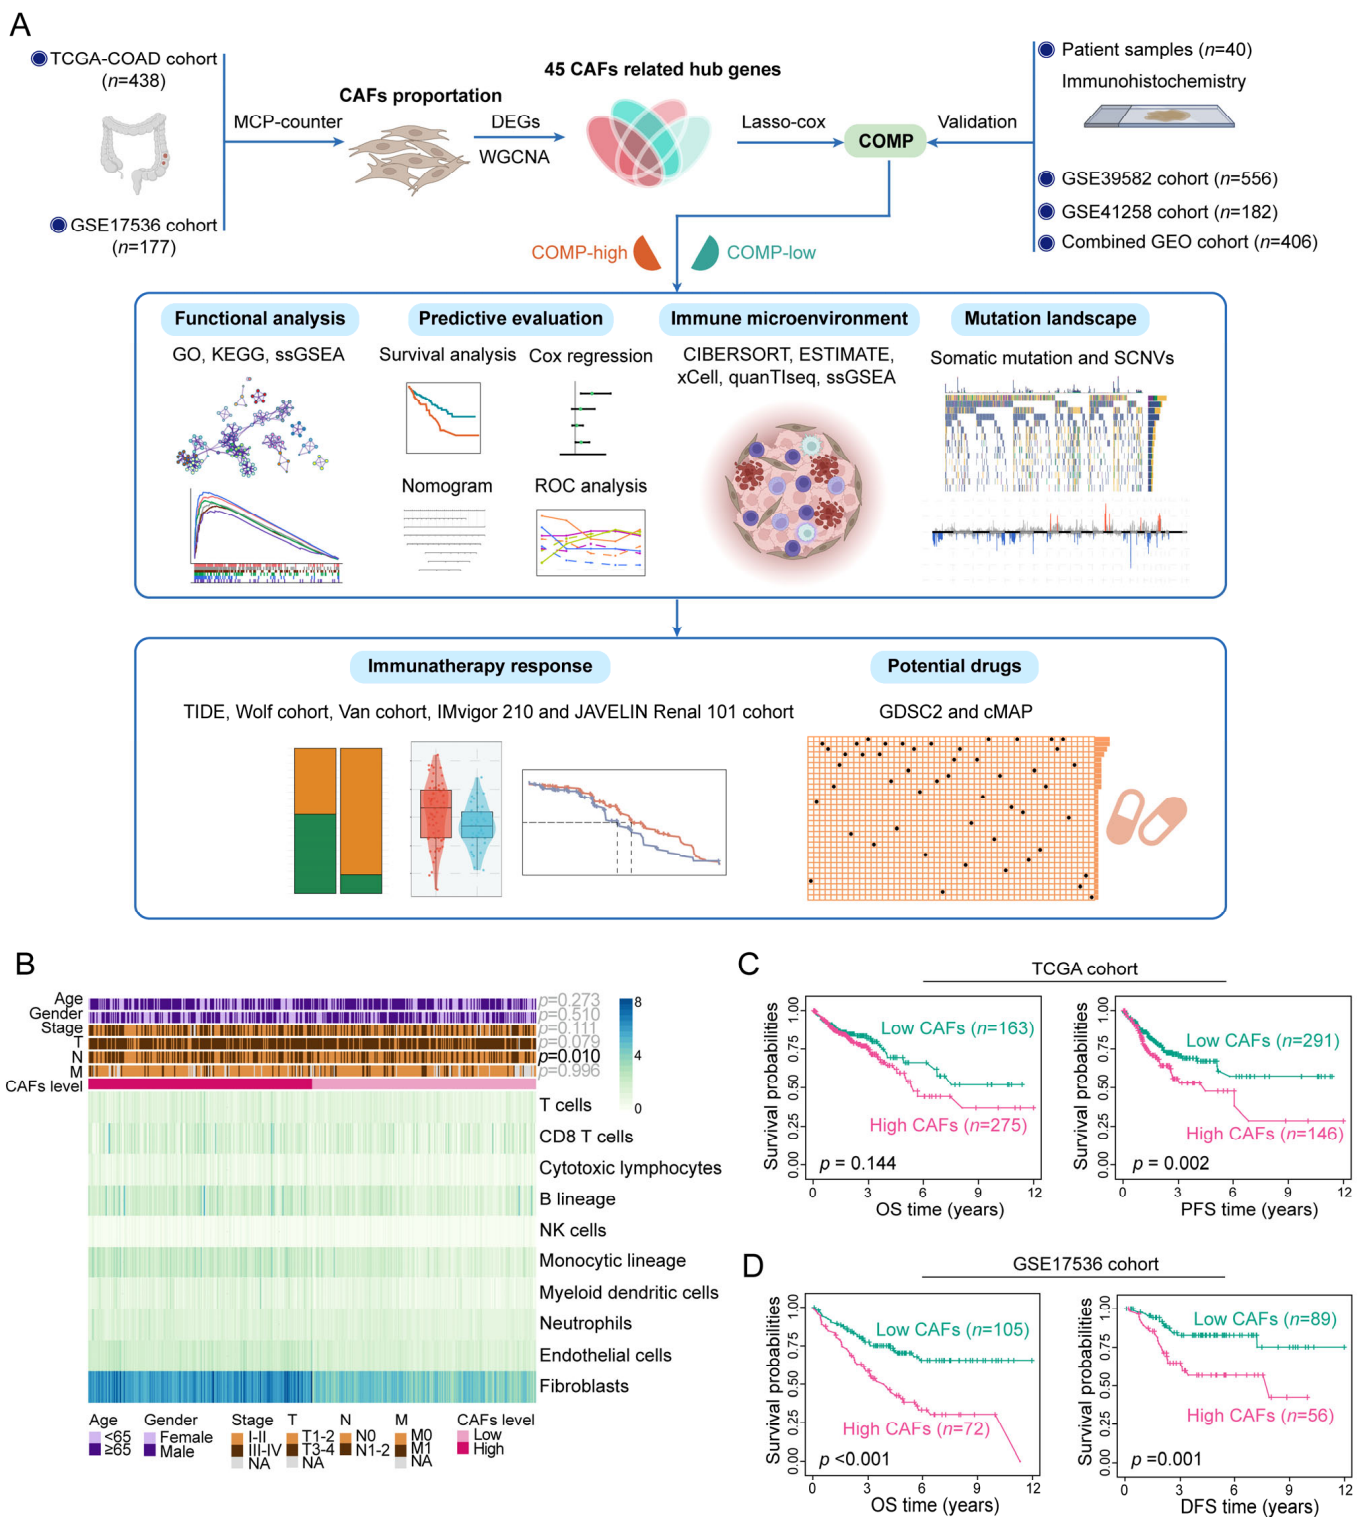 A
TCGA-COAD cohort
(n=438)
GSE17536 cohort
(n=177)
MCP-counter
CAFs proportation
DEGs
WGCNA
45 CAFs related hub genes
Lasso-cox
COMP
Validation
Patient samples (n=40)
Immunohistochemistry
GSE39582 cohort (n=556)
GSE41258 cohort (n=182)
Combined GEO cohort (n=406)
COMP-high
COMP-low
Functional analysis
GO, KEGG, ssGSEA
Predictive evaluation
Survival analysis
Cox regression
Nomogram
ROC analysis
Immune microenvironment
CIBERSORT, ESTIMATE,
xCell, quanTIseq, ssGSEA
Mutation landscape
Somatic mutation and SCNVs
Immunatherapy response
TIDE, Wolf cohort, Van cohort, IMvigor 210 and JAVELIN Renal 101 cohort
Potential drugs
GDSC2 and cMAP
B
Age
p=0.273
Gender
p=0.510
Stage
p=0.111
T
p=0.079
N
p=0.010
M
p=0.996
CAFs level
8
4
0
T cells
CD8 T cells
Cytotoxic lymphocytes
B lineage
NK cells
Monocytic lineage
Myeloid dendritic cells
Neutrophils
Endothelial cells
Fibroblasts
Age
<65
≥65
Gender
Female
Male
Stage
I-II
III-IV
NA
T
T1-2
T3-4
NA
N
N0
N1-2
M
M0
M1
NA
CAFs level
Low
High
C
TCGA cohort
Survival probabilities
1.00
0.75
0.50
0.25
0.00
Low CAFs (n=163)
High CAFs (n=275)
p = 0.144
0 3 6 9 12
OS time (years)
Survival probabilities
1.00
0.75
0.50
0.25
0.00
Low CAFs (n=291)
High CAFs (n=146)
p = 0.002
0 3 6 9 12
PFS time (years)
D
GSE17536 cohort
Survival probabilities
1.00
0.75
0.50
0.25
0.00
Low CAFs (n=105)
High CAFs (n=72)
p <0.001
0 3 6 9 12
OS time (years)
Survival probabilities
1.00
0.75
0.50
0.25
0.00
Low CAFs (n=89)
High CAFs (n=56)
p =0.001
0 3 6 9 12
DFS time (years)